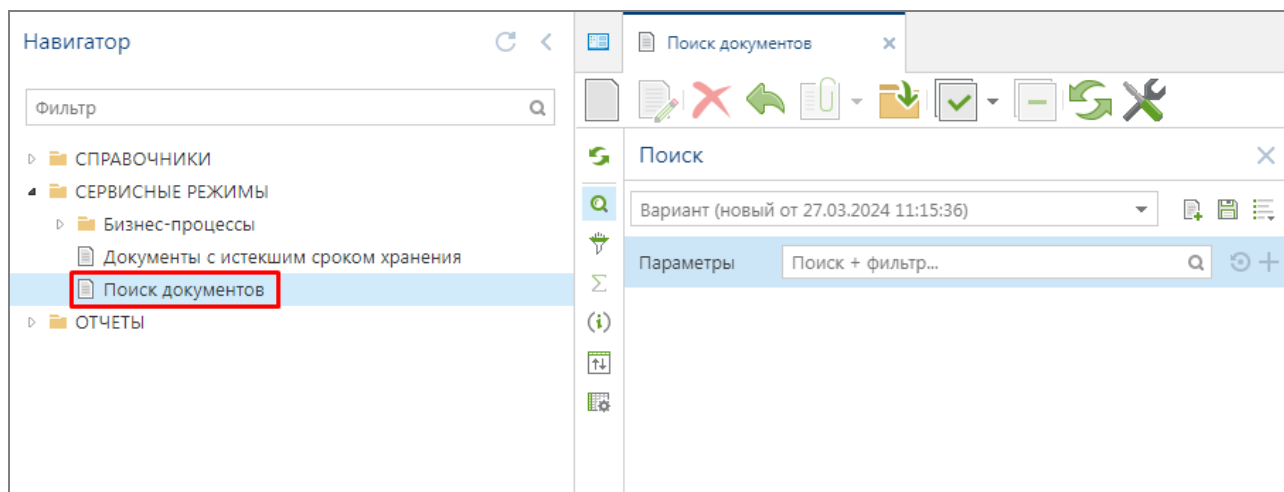 Навигатор
Фильтр
СПРАВОЧНИКИ
СЕРВИСНЫЕ РЕЖИМЫ
Бизнес-процессы
Документы с истекшим сроком хранения
Поиск документов
ОТЧЕТЫ
Поиск документов
Поиск
Вариант (новый от 27.03.2024 11:15:36)
Параметры
Поиск + фильтр...